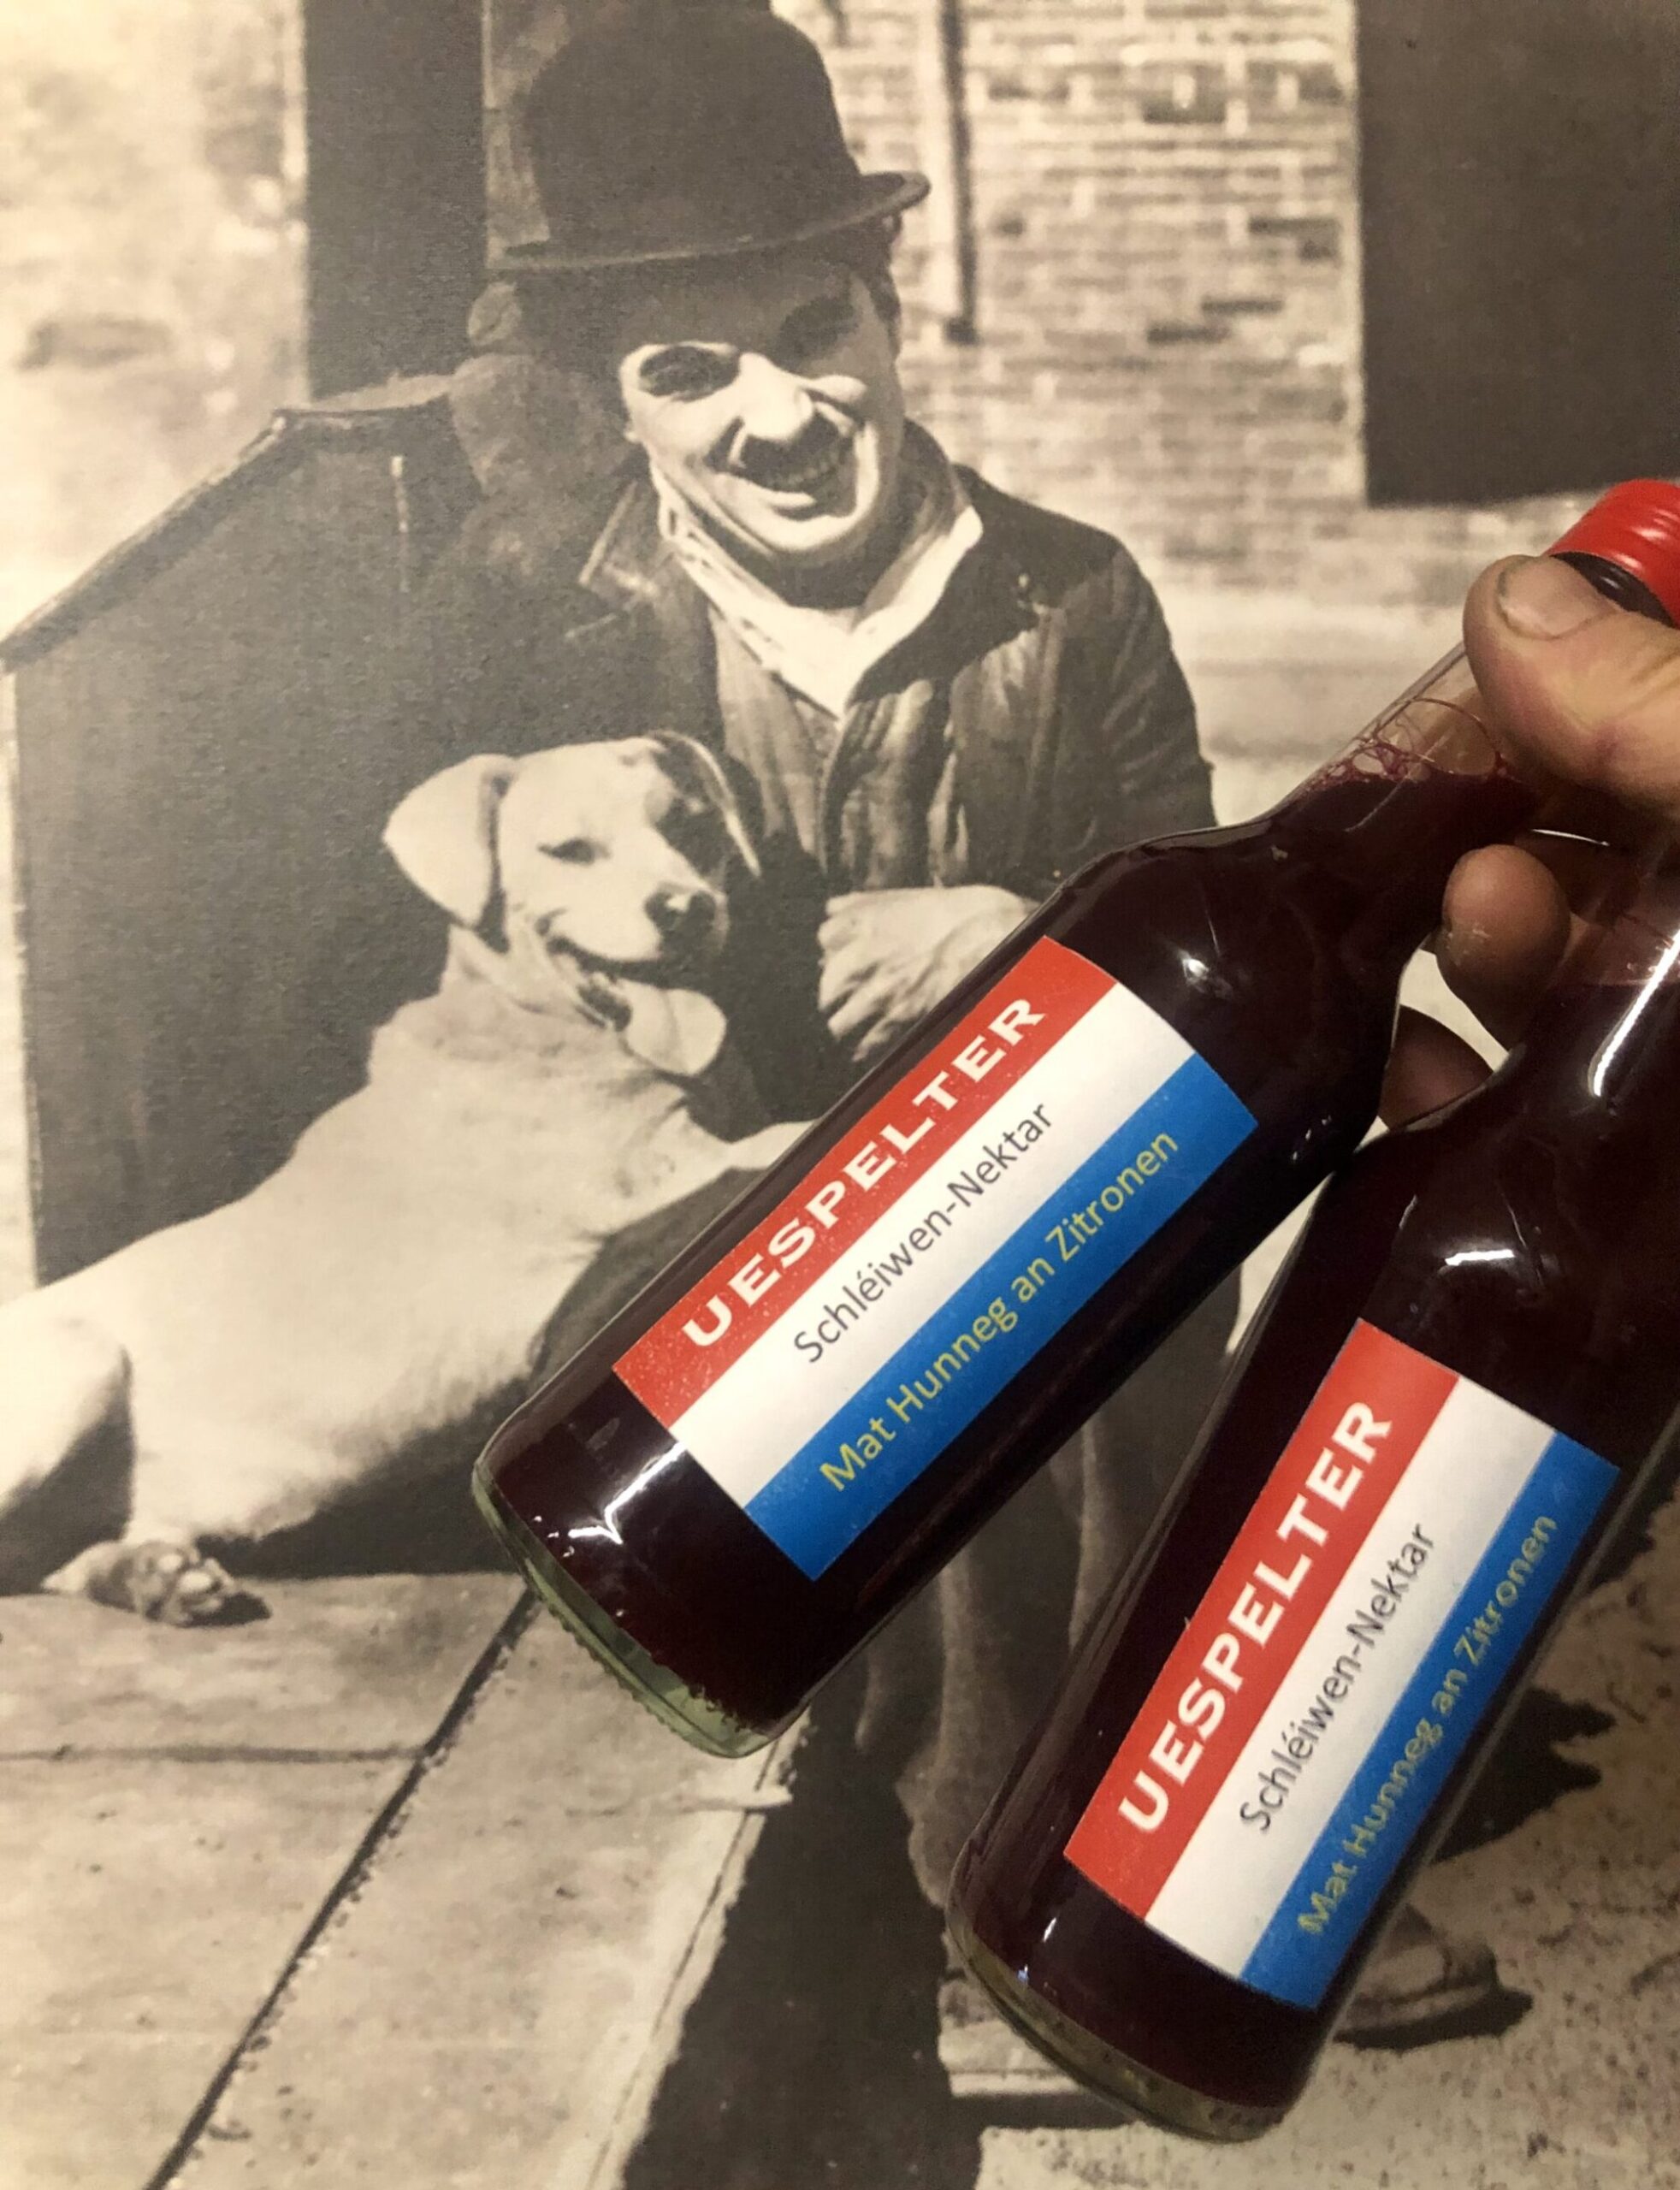 UESPELTER
Schléiwen-Nektar
Mat Hunneg an Zitronen
UESPELTER
Schléiwen-Nektar
Mat Hunneg an Zitronen